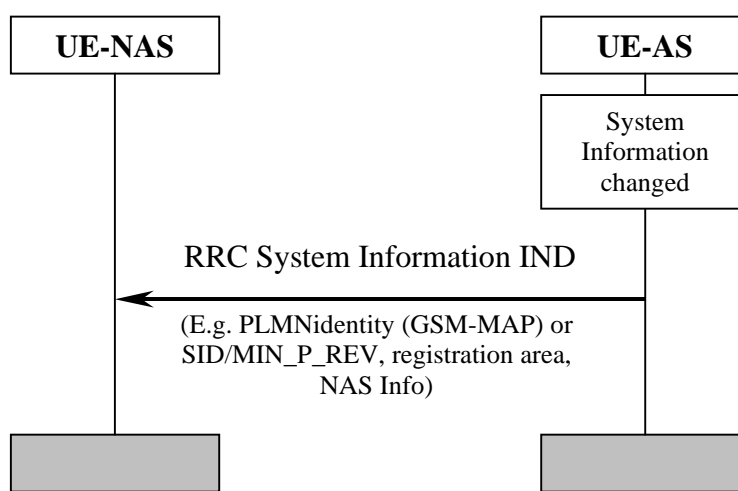 UE-NAS
UE-AS
System
Information
changed
RRC System Information IND
(E.g. PLMNidentity (GSM-MAP) or
SID/MIN_P_REV, registration area,
NAS Info)